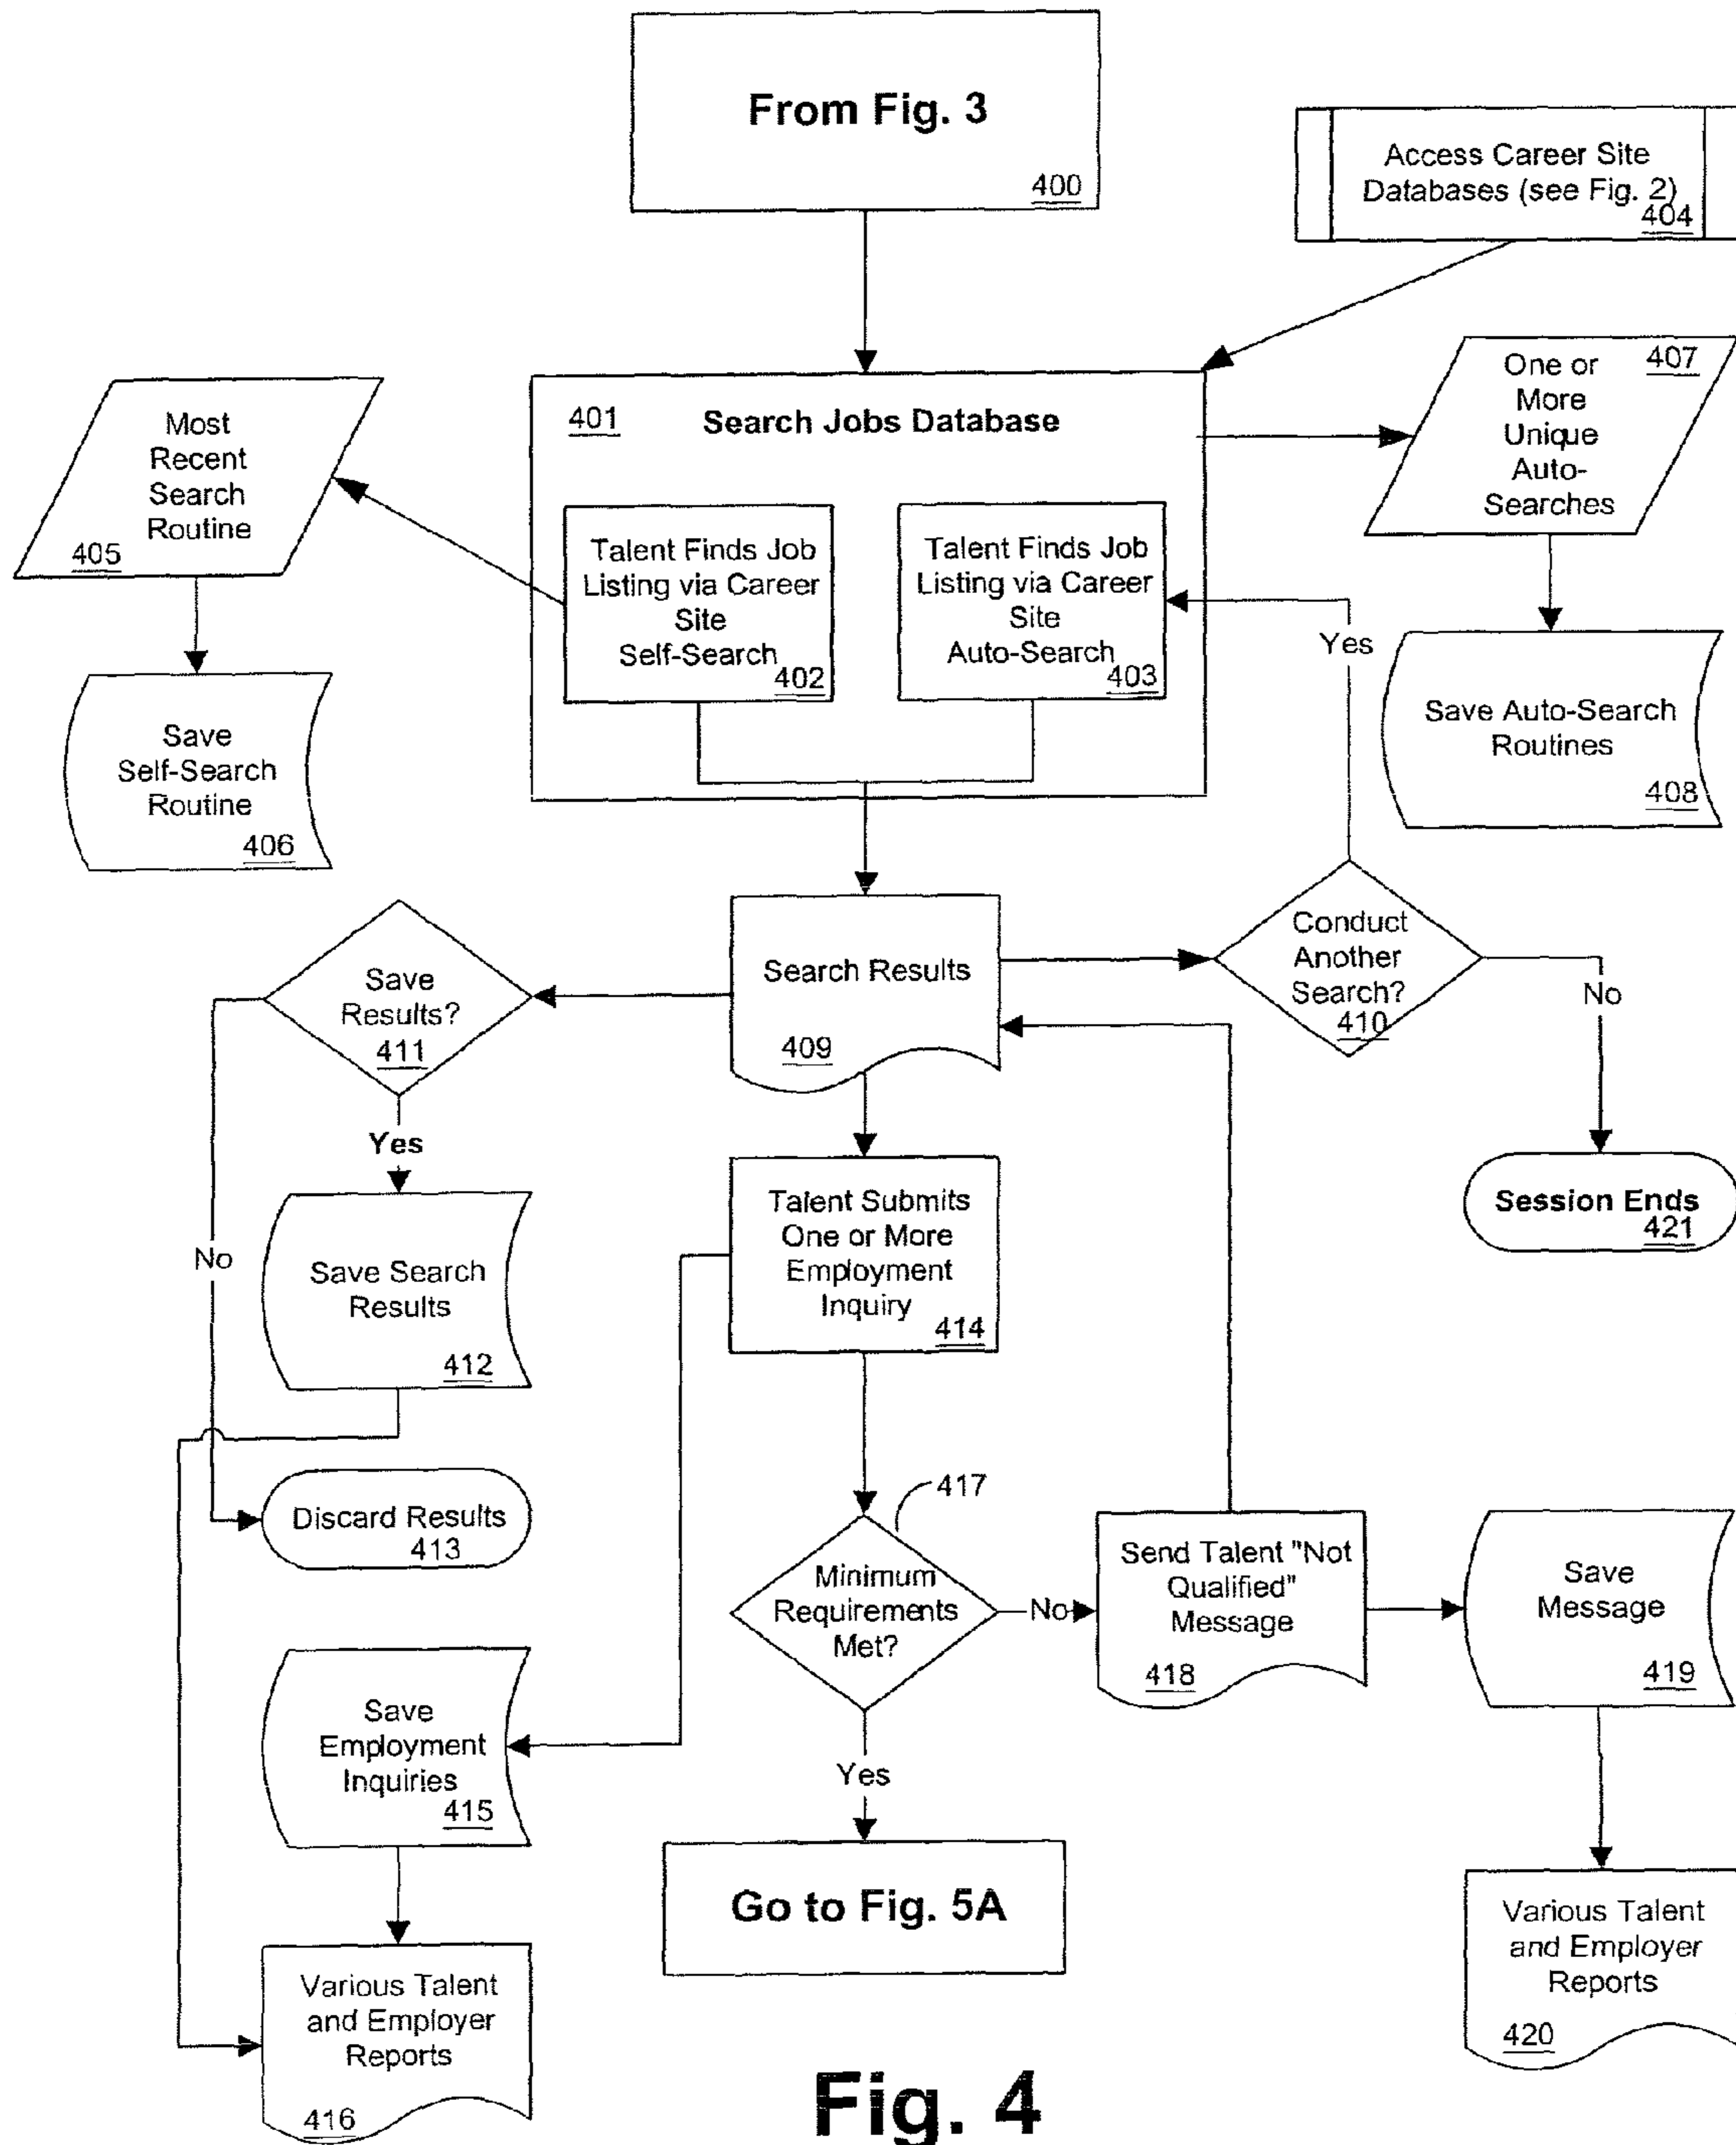 From Fig. 3
400
Access Career Site
Databases (see Fig. 2)
404
401
Search Jobs Database
Most
Recent
Search
Routine
405
Talent Finds Job
Listing via Career
Site
Self-Search
402
Talent Finds Job
Listing via Career
Site
Auto-Search
403
407
One or
More
Unique
Auto-
Searches
Yes
Save
Self-Search
Routine
406
Save Auto-Search
Routines
408
Save
Results?
411
Search Results
409
Conduct
Another
Search?
410
No
Yes
No
Save Search
Results
412
Talent Submits
One or More
Employment
Inquiry
414
Session Ends
421
Discard Results
413
417
Minimum
Requirements
Met?
No
Send Talent "Not
Qualified"
Message
418
Save
Message
419
Save
Employment
Inquiries
415
Yes
Go to Fig. 5A
Various Talent
and Employer
Reports
416
Various Talent
and Employer
Reports
420
Fig. 4